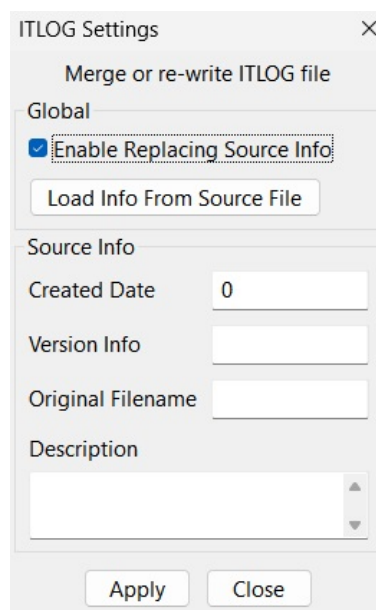 ITLOG Settings
Merge or re-write ITLOG file
Global
Enable Replacing Source Info
Load Info From Source File
Source Info
Created Date 0
Version Info
Original Filename
Description
Apply Close